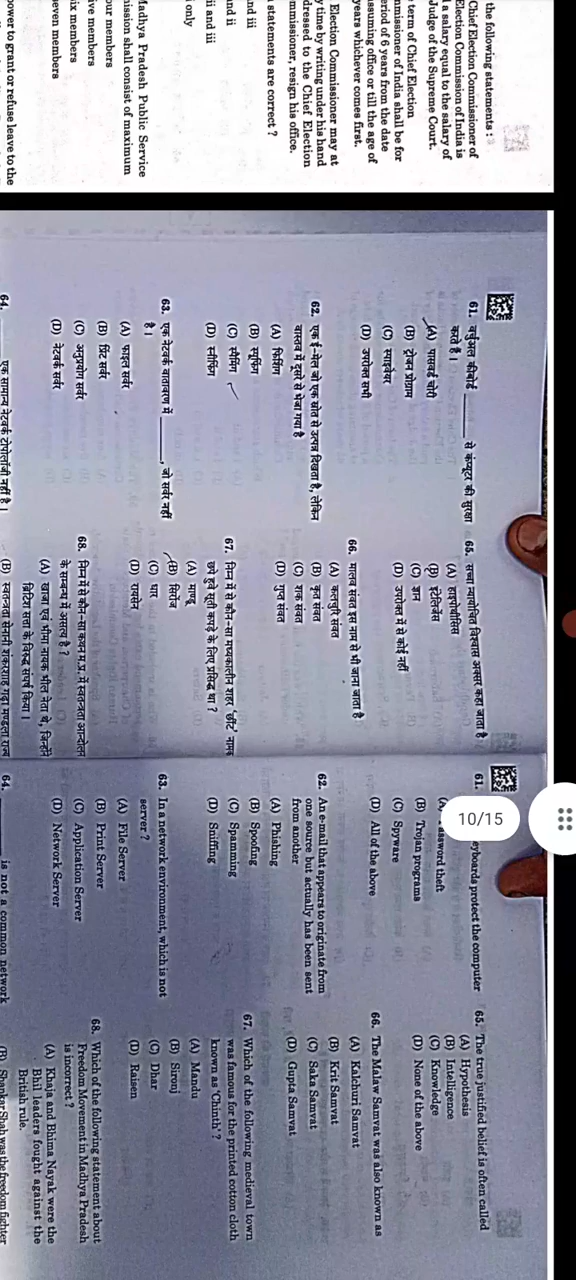 the following statements :
Chief Election Commissioner of
Election Commission of India is
a salary equal to the salary of
Judge of the Supreme Court.
term of Chief Election
mmissioner of India shall be for
eriod of 6 years from the date
ssuming office or till the age of
years whichever comes first.
Election Commissioner may at
y time by writing under his hand
dressed to the Chief Election
mmissioner, resign his office.
statements are correct ?
nd iii
nd ii
ii and iii
i only
Madhya Pradesh Public Service
mission shall consist of maximum
our members
ive members
ix members
even members
power to grant or refuse leave to the
61. वर्चुअल कीबोर्ड ______ से कंप्यूटर की सुरक्षा
करते हैं।
(A) पासवर्ड चोरी
(B) ट्रोजन प्रोग्राम
(C) स्पाइवेयर
(D) उपरोक्त सभी
62. एक ई-मेल जो एक स्रोत से उत्पन्न दिखता है, लेकिन
वास्तव में दूसरे से भेजा गया है
(A) फिशिंग
(B) स्पूफिंग
(C) स्पैमिंग
(D) स्नीफिंग
63. एक नेटवर्क वातावरण में ______, जो सर्वर नहीं
है।
(A) फाइल सर्वर
(B) प्रिंट सर्वर
(C) अनुप्रयोग सर्वर
(D) नेटवर्क सर्वर
64. ______ एक सामान्य नेटवर्क टोपोलॉजी नहीं है।
65. सच्चा न्यायोचित विश्वास अक्सर कहा जाता है
(A) हाइपोथीसिस
(B) इंटेलिजेंस
(C) ज्ञान
(D) उपरोक्त में से कोई नहीं
66. मालव संवत इस नाम से भी जाना जाता है
(A) कलचुरि संवत
(B) कृत संवत
(C) शक संवत
(D) गुप्त संवत
67. निम्न में से कौन-सा मध्यकालीन शहर 'छींट' नामक
छपे हुये सूती कपड़े के लिए प्रसिद्ध था ?
(A) माण्डू
(B) सिरोंज
(C) धार
(D) रायसेन
68. निम्न में से कौन-सा कथन म.प्र. में स्वतन्त्रता आन्दोलन
के सम्बन्ध में असत्य है ?
(A) खाजा एवं भीमा नायक भील नेता थे, जिन्होंने
ब्रिटिश सत्ता के विरुद्ध संघर्ष किया।
(B) स्वतन्त्रता सेनानी शंकरशाह गढ़ा मण्डला राज्य
61. eyboards protect the computer
(A) assword theft
(B) Trojan programs
(C) Spyware
(D) All of the above
62. An e-mail that appears to originate from
one source but actually has been sent
from another
(A) Phishing
(B) Spoofing
(C) Spamming
(D) Sniffing
63. In a network environment, which is not
server ?
(A) File Server
(B) Print Server
(C) Application Server
(D) Network Server
64. ______ is not a common network
65. The true justified belief is often called
(A) Hypothesis
(B) Intelligence
(C) Knowledge
(D) None of the above
66. The Malaw Samvat was also known as
(A) Kalchuri Samvat
(B) Krit Samvat
(C) Saka Samvat
(D) Gupta Samvat
67. Which of the following medieval town
was famous for the printed cotton cloth
known as 'Chinth' ?
(A) Mandu
(B) Sironj
(C) Dhar
(D) Raisen
68. Which of the following statement about
Freedom Movement in Madhya Pradesh
is incorrect ?
(A) Khaja and Bhima Nayak were the
Bhil leaders fought against the
British rule.
(B) Shankar Shah was the freedom fighter
10/15